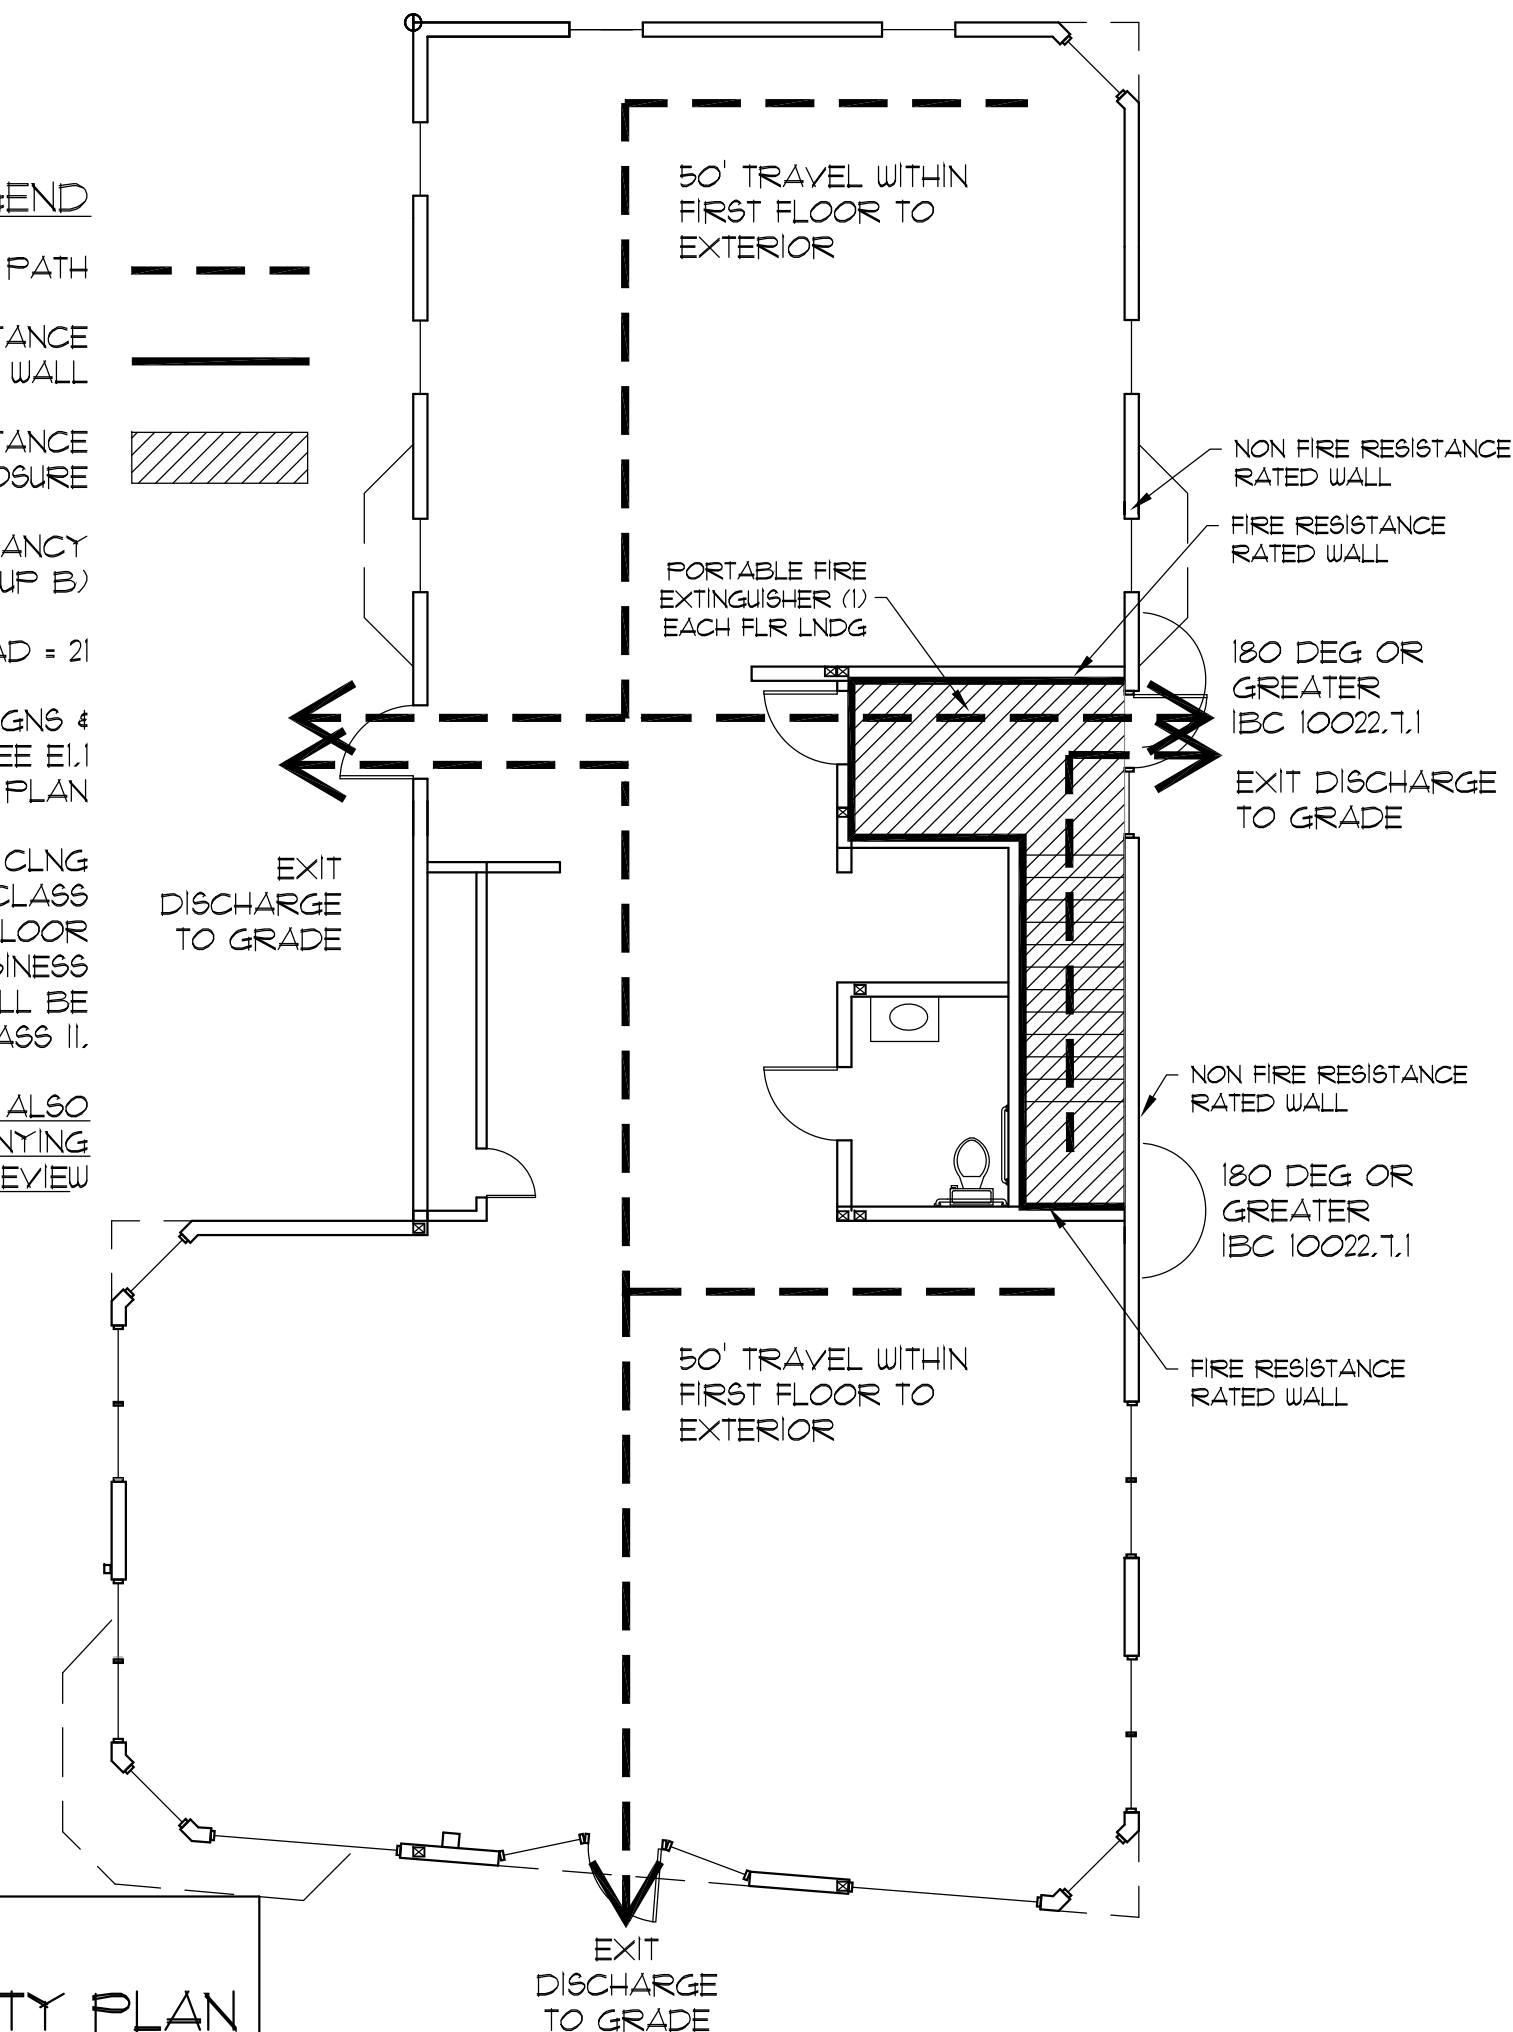 END
PATH
TANCE
WALL
TANCE
OSURE
ANCY
UP B)
AD = 21
GNS &
EE E1.1
PLAN
CLNG
CLASS
LOOR
SINESS
LL BE
ASS II.
ALSO
NYING
EVIEW
50' TRAVEL WITHIN
FIRST FLOOR TO
EXTERIOR
NON FIRE RESISTANCE
RATED WALL
FIRE RESISTANCE
RATED WALL
PORTABLE FIRE
EXTINGUISHER (1)
EACH FLR LNDG
180 DEG OR
GREATER
IBC 10022.7.1
EXIT DISCHARGE
TO GRADE
EXIT
DISCHARGE
TO GRADE
NON FIRE RESISTANCE
RATED WALL
180 DEG OR
GREATER
IBC 10022.7.1
50' TRAVEL WITHIN
FIRST FLOOR TO
EXTERIOR
FIRE RESISTANCE
RATED WALL
EXIT
DISCHARGE
TO GRADE
TY PLAN